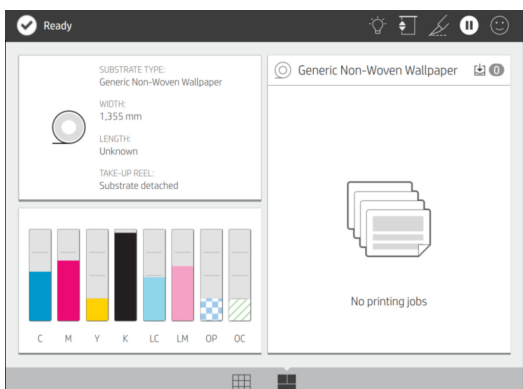 Ready
SUBSTRATE TYPE:
Generic Non-Woven Wallpaper
WIDTH:
1,355 mm
LENGTH:
Unknown
TAKE-UP REEL:
Substrate detached
Generic Non-Woven Wallpaper 0
No printing jobs
C M Y K LC LM OP OC